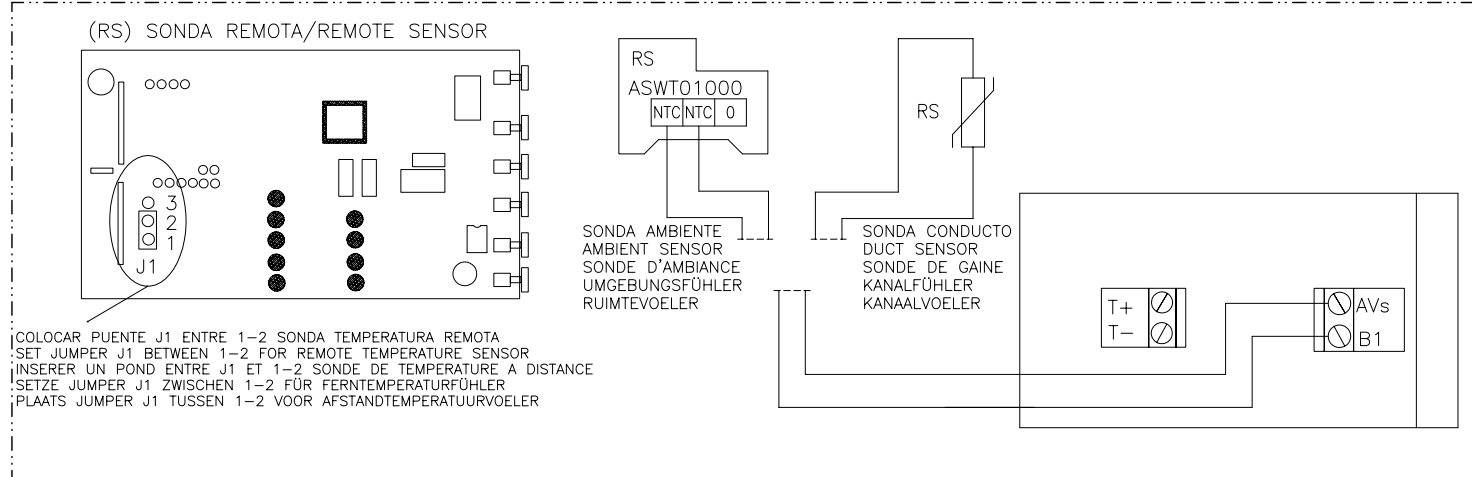 (RS) SONDA REMOTA/REMOTE SENSOR
3
2
1
J1
COLOCAR PUENTE J1 ENTRE 1-2 SONDA TEMPERATURA REMOTA
SET JUMPER J1 BETWEEN 1-2 FOR REMOTE TEMPERATURE SENSOR
INSERER UN POND ENTRE J1 ET 1-2 SONDE DE TEMPERATURE A DISTANCE
SETZE JUMPER J1 ZWISCHEN 1-2 FÜR FERNTEMPERATURFÜHLER
PLAATS JUMPER J1 TUSSEN 1-2 VOOR AFSTANDTEMPERATUURVOELER
RS
ASWT01000
NTC NTC 0
SONDA AMBIENTE
AMBIENT SENSOR
SONDE D'AMBIANCE
UMGEBUNGSFÜHLER
RUIMTEVOELER
RS
SONDA CONDUCTO
DUCT SENSOR
SONDE DE GAINE
KANALFÜHLER
KANAALVOELER
T+
T-
AVs
B1